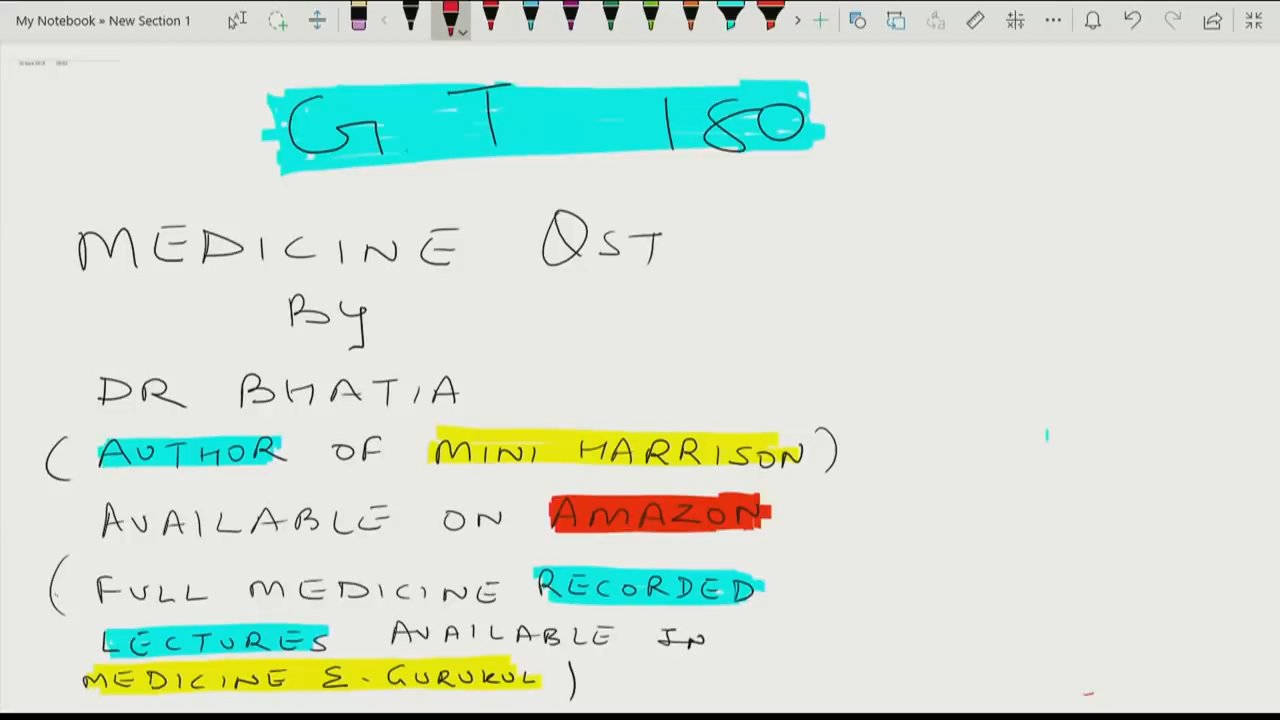 My Notebook » New Section 1
GT 180
MEDICINE QST
BY
DR BHATIA
(AUTHOR OF MINI HARRISON)
AVAILABLE ON AMAZON
(FULL MEDICINE RECORDED
LECTURES AVAILABLE IN
MEDICINE E-GURUKUL)